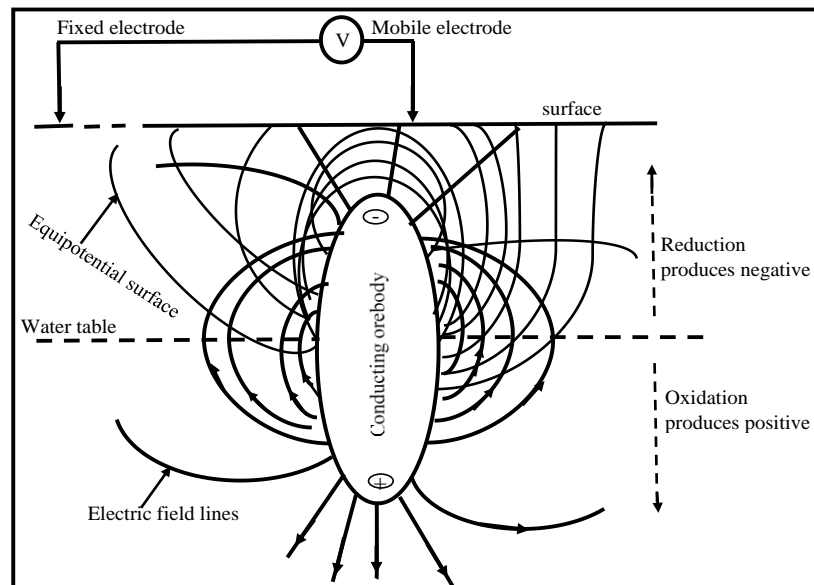 Fixed electrode
V
Mobile electrode
surface
-
Equipotential
surface
Reduction
produces negative
Water table
Conducting orebody
Oxidation
produces positive
+
Electric field lines